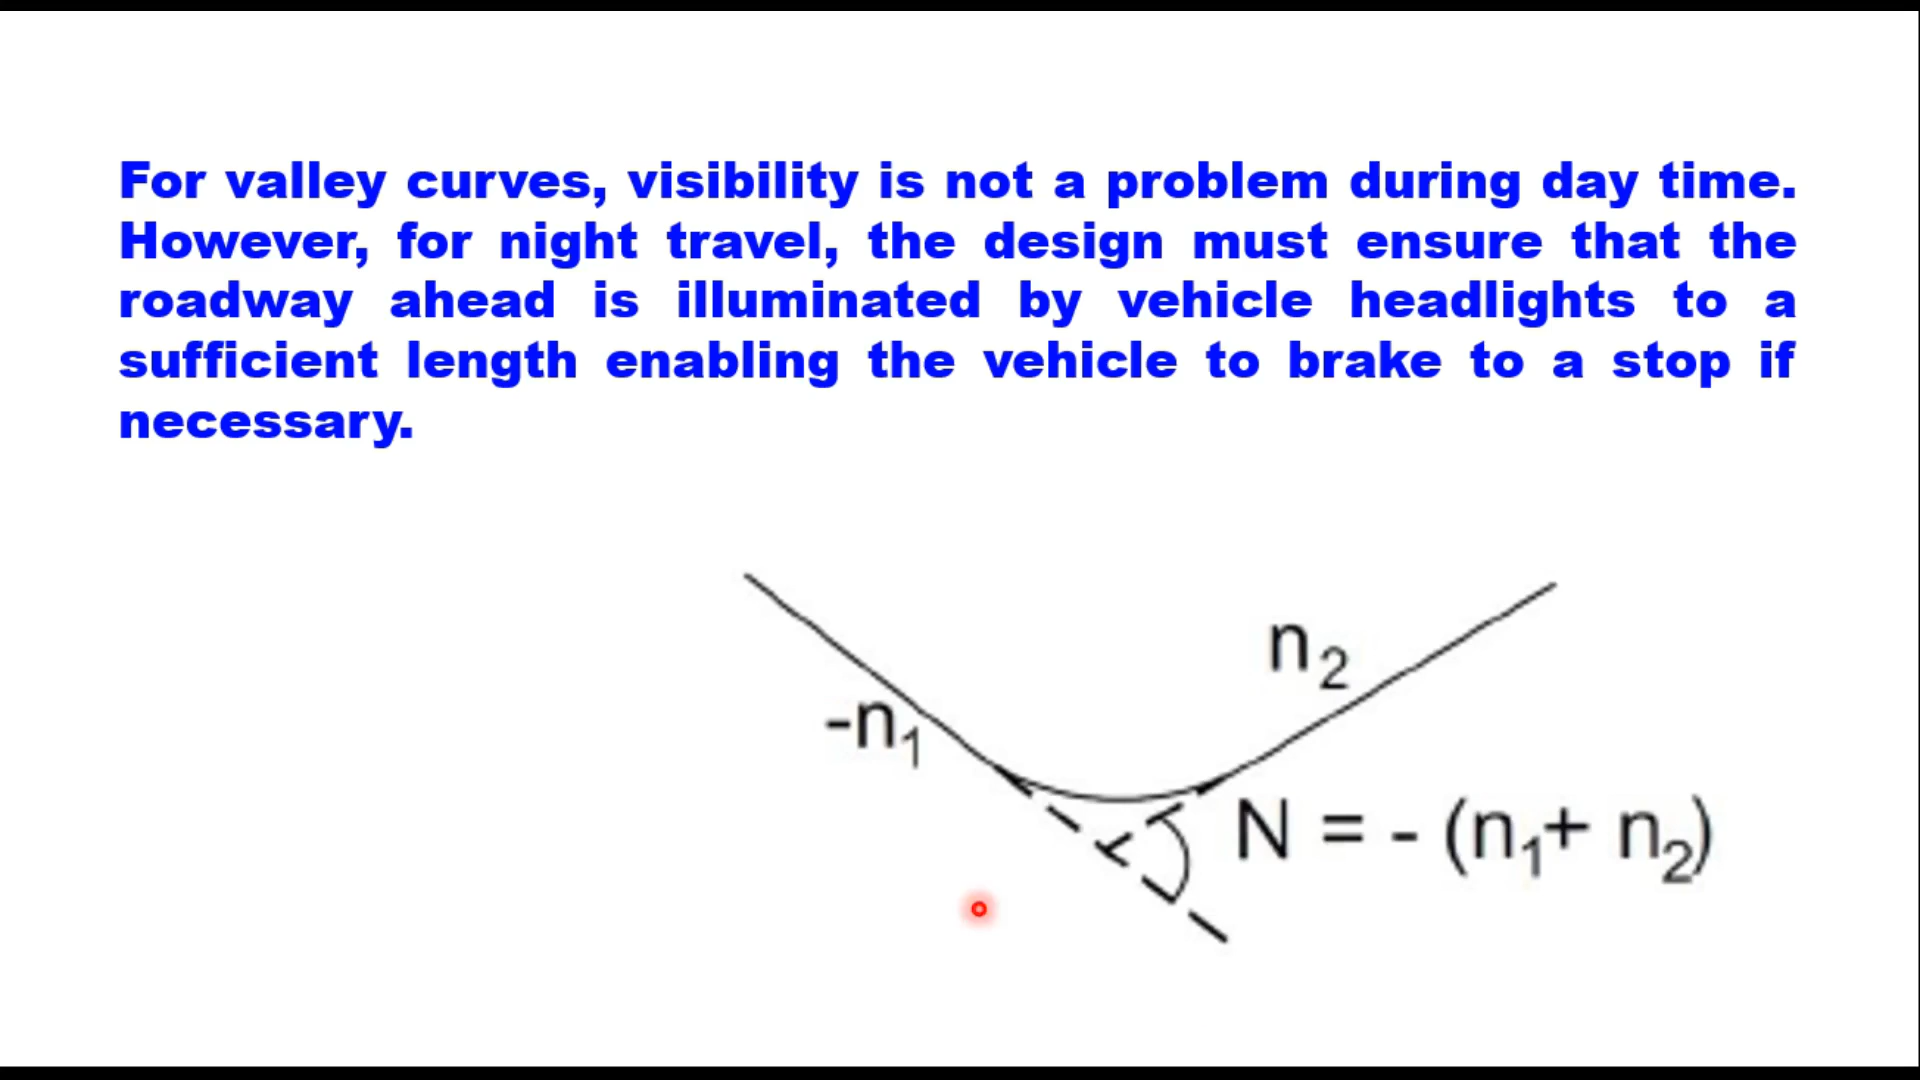 For valley curves, visibility is not a problem during day time.
However, for night travel, the design must ensure that the
roadway ahead is illuminated by vehicle headlights to a
sufficient length enabling the vehicle to brake to a stop if
necessary.
n₂
-n₁
N = - (n₁+ n₂)